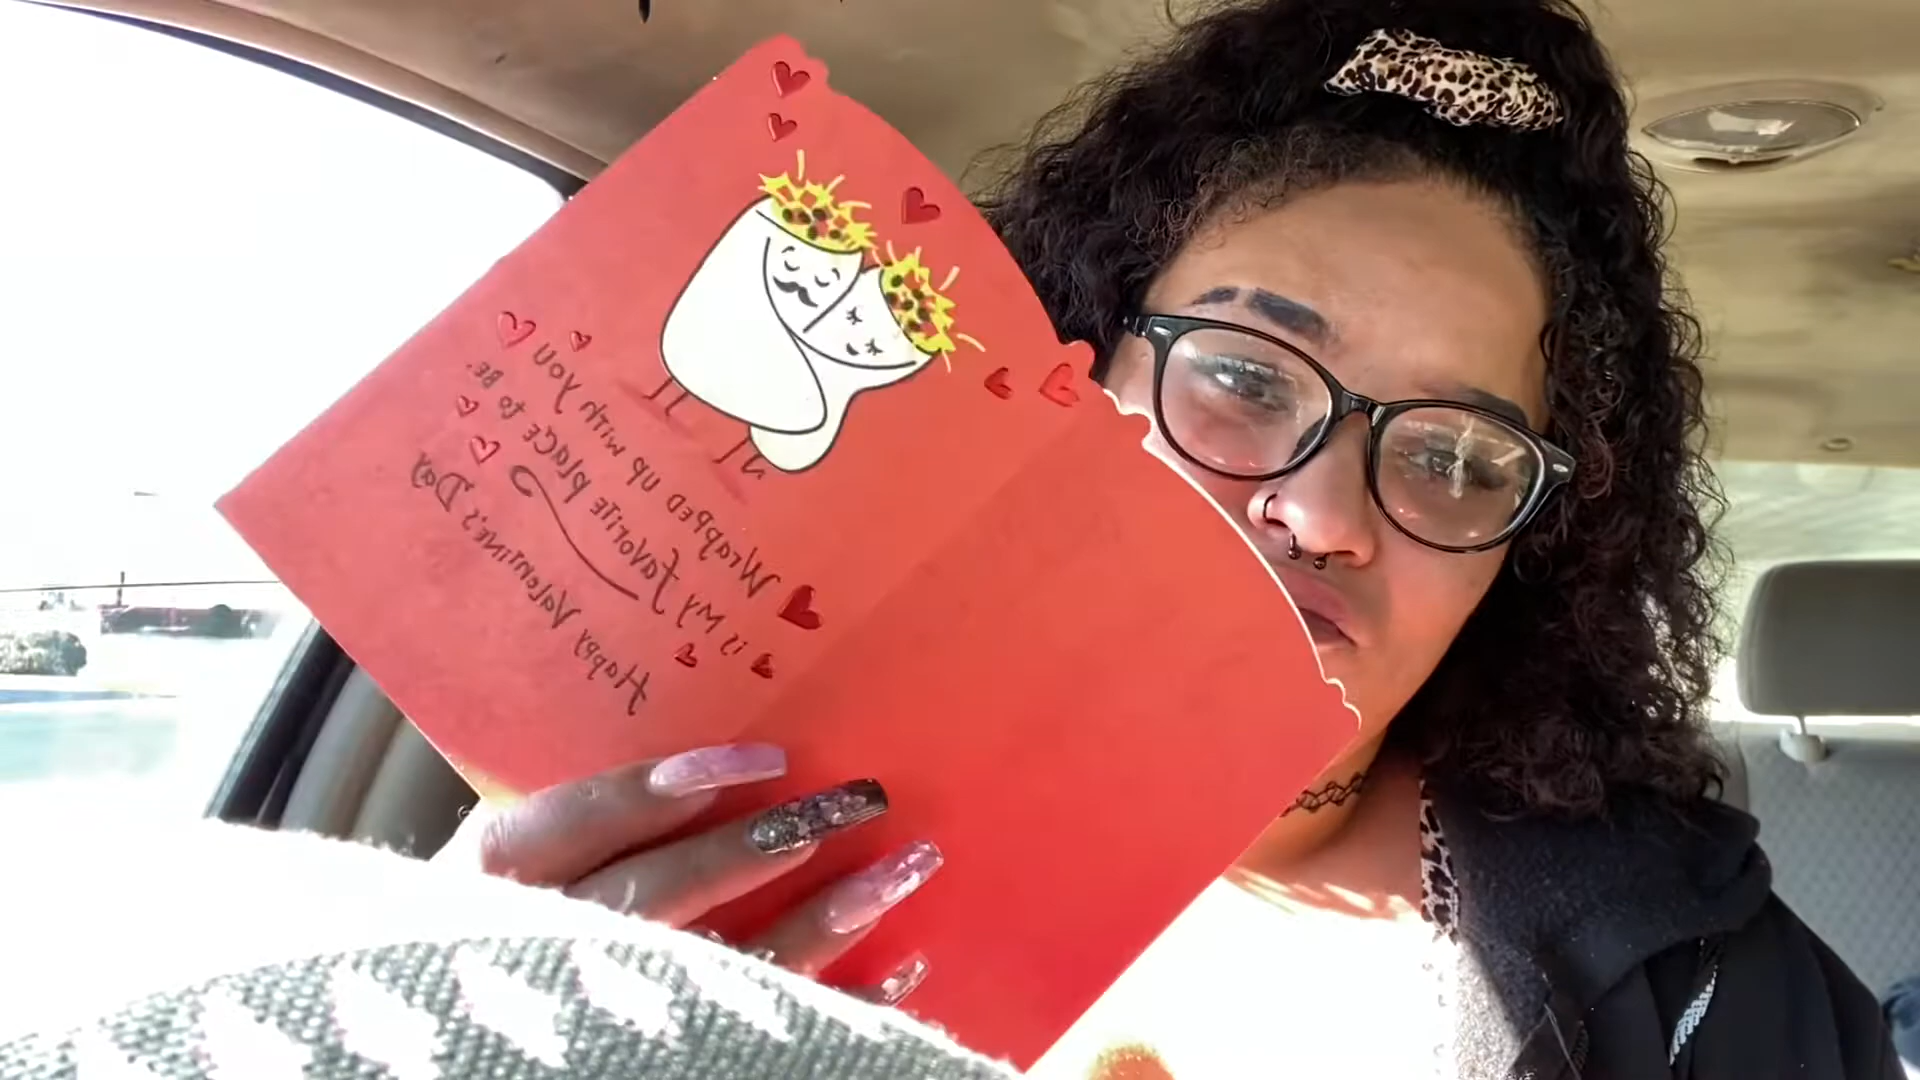 Wrapped up with you
is my favorite place to be.
Happy Valentine's Day